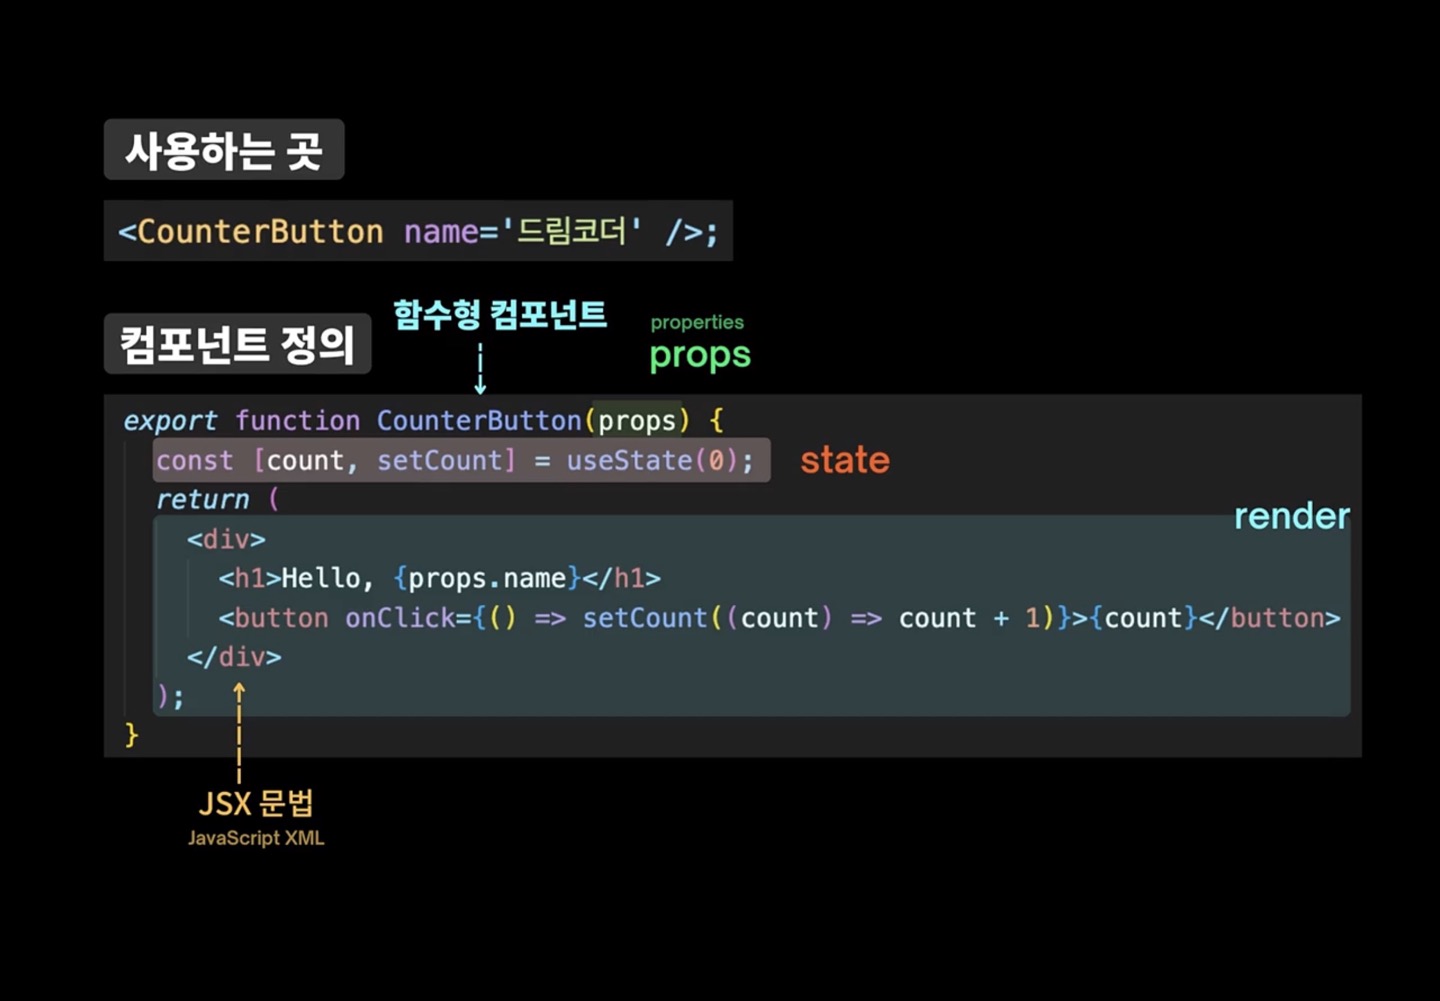 사용하는 곳
<CounterButton name='드림코더' />;
함수형 컴포넌트
properties
props
컴포넌트 정의
export function CounterButton(props) {
const [count, setCount] = useState(0);
state
return (
render
<div>
<h1>Hello, {props.name}</h1>
<button onClick={() => setCount((count) => count + 1)}>{count}</button>
</div>
);
}
JSX 문법
JavaScript XML